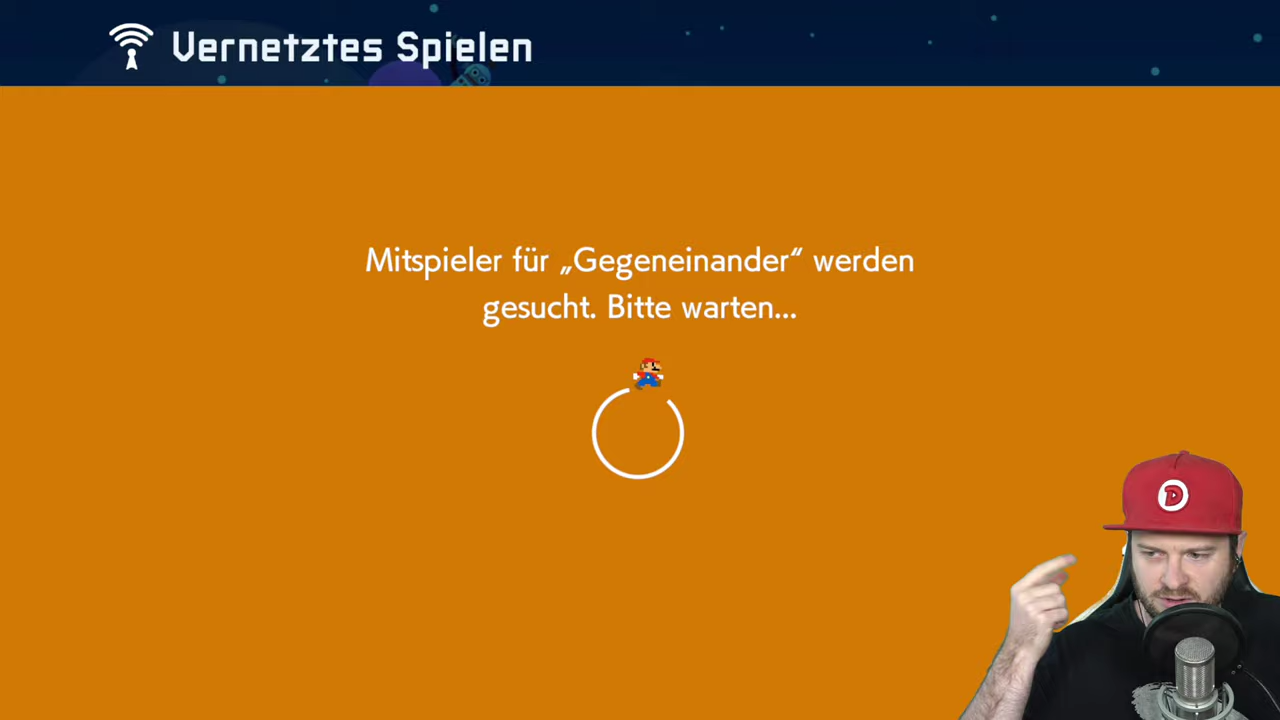 Vernetztes Spielen
Mitspieler für „Gegeneinander“ werden
gesucht. Bitte warten...
D